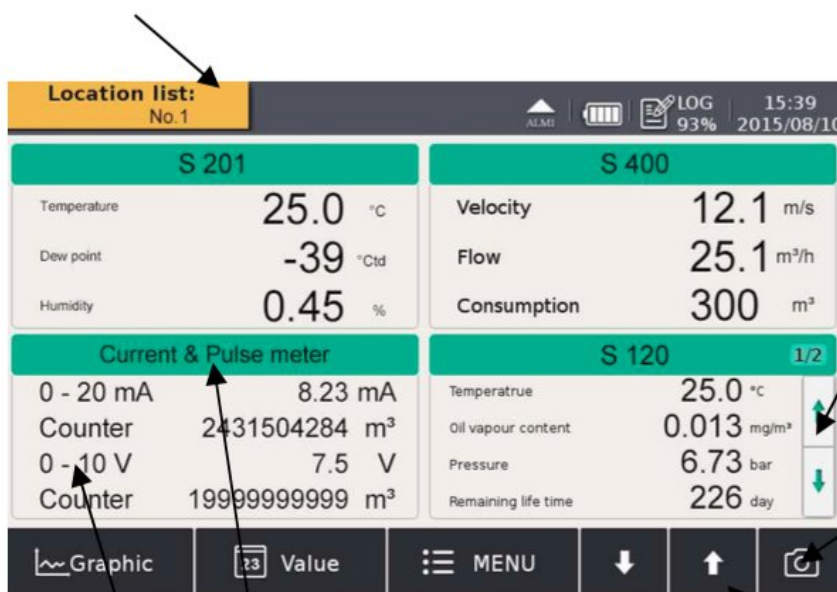 Location list:
No.1
ALMI
LOG
93%
15:39
2015/08/10
S 201
Temperature 25.0 °C
Dew point -39 °Ctd
Humidity 0.45 %
S 400
Velocity 12.1 m/s
Flow 25.1 m³/h
Consumption 300 m³
Current & Pulse meter
0 - 20 mA 8.23 mA
Counter 2431504284 m³
0 - 10 V 7.5 V
Counter 19999999999 m³
S 120 1/2
Temperatrue 25.0 °C
Oil vapour content 0.013 mg/m³
Pressure 6.73 bar
Remaining life time 226 day
Graphic
23 Value
MENU